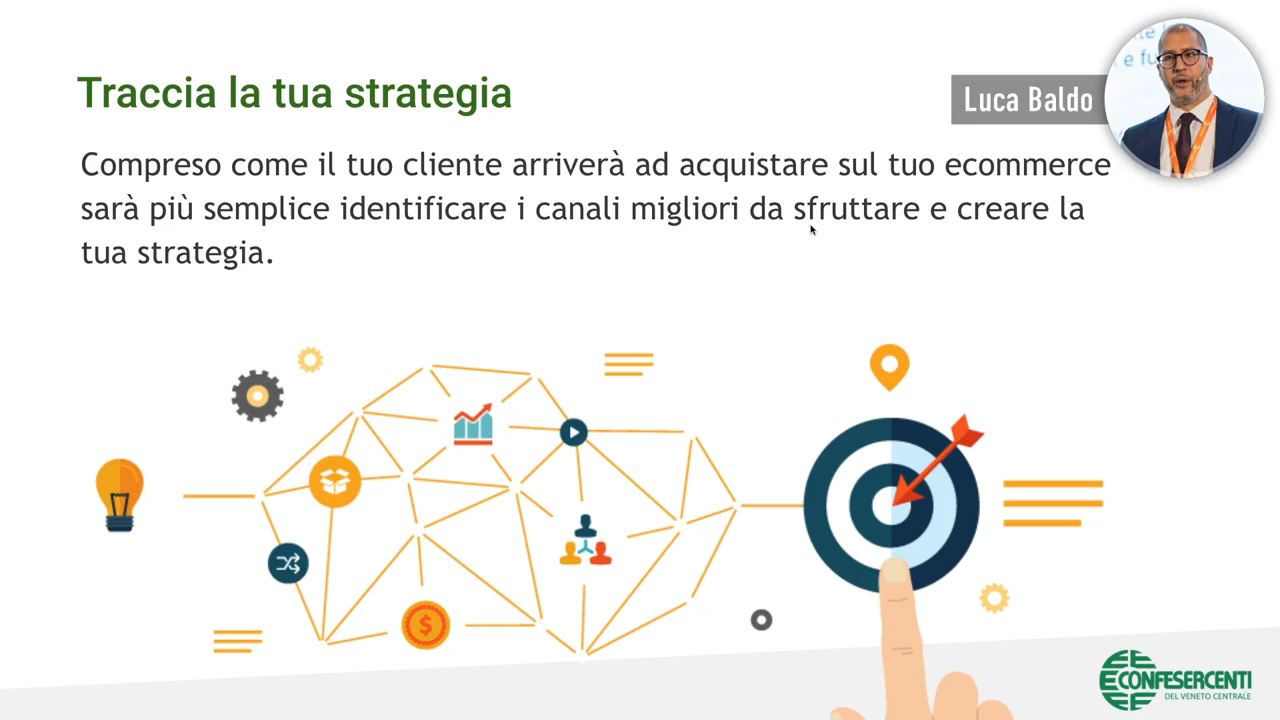 Traccia la tua strategia
Luca Baldo
Compreso come il tuo cliente arriverà ad acquistare sul tuo ecommerce
sarà più semplice identificare i canali migliori da sfruttare e creare la
tua strategia.
$
CONFESERCENTI
DEL VENETO CENTRALE